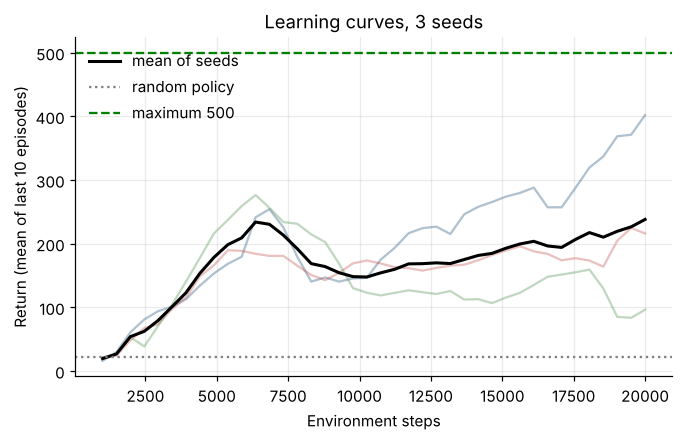 Learning curves, 3 seeds
Return (mean of last 10 episodes)
500
400
300
200
100
0
mean of seeds
random policy
maximum 500
2500 5000 7500 10000 12500 15000 17500 20000
Environment steps